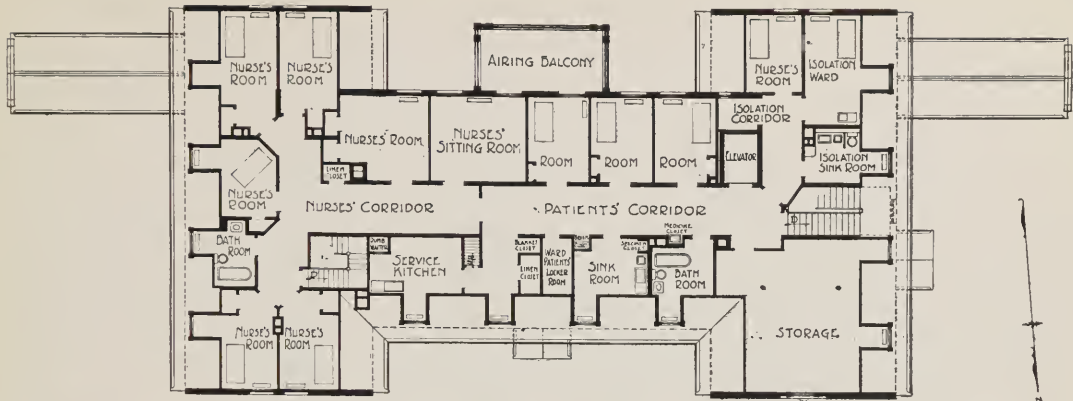 NURSE'S
ROOM
NURSE'S
ROOM
AIRING BALCONY
NURSE'S
ROOM
ISOLATION
WARD
ISOLATION
CORRIDOR
NURSES' ROOM
NURSES'
SITTING ROOM
ROOM
ROOM
ROOM
ELEVATOR
ISOLATION
SINK ROOM
LINEN
CLOSET
NURSE'S
ROOM
NURSES' CORRIDOR
PATIENTS' CORRIDOR
BATH
ROOM
DUMB
WAITER
SERVICE
KITCHEN
BLANKET
CLOSET
LINEN
CLOSET
WARD
PATIENTS'
LOCKER
ROOM
SINK
ROOM
SPECIMEN
CLOSET
MEDICINE
CLOSET
BATH
ROOM
STORAGE
NURSE'S
ROOM
NURSE'S
ROOM
N